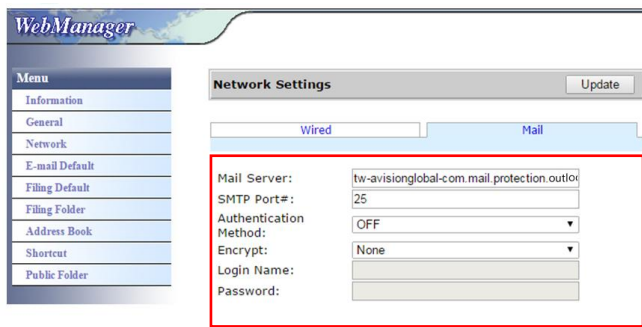 WebManager
Menu
Information
General
Network
E-mail Default
Filing Default
Filing Folder
Address Book
Shortcut
Public Folder
Network Settings
Update
Wired
Mail
Mail Server:
tw-avisionglobal-com.mail.protection.outloo
SMTP Port#:
25
Authentication
Method:
OFF
Encrypt:
None
Login Name:
Password: